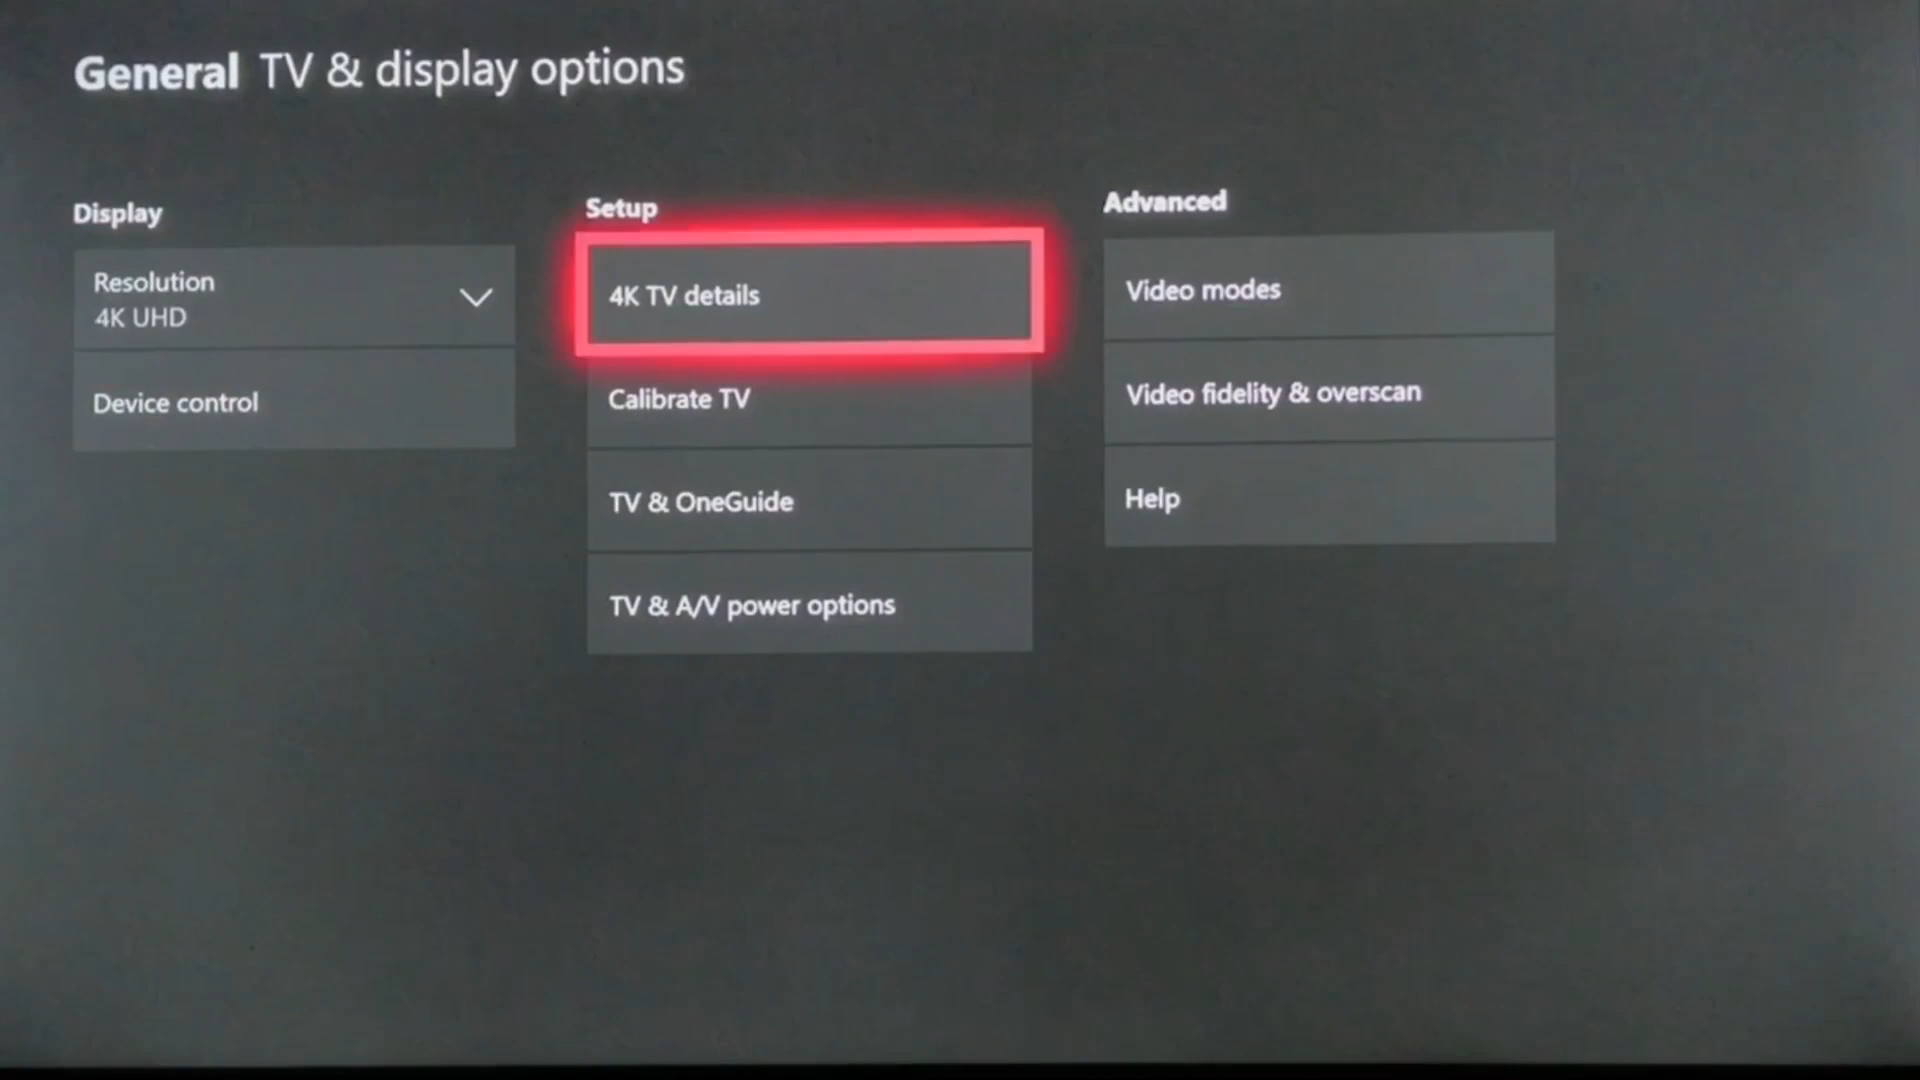 General TV & display options
Display
Resolution
4K UHD
Device control
Setup
4K TV details
Calibrate TV
TV & OneGuide
TV & A/V power options
Advanced
Video modes
Video fidelity & overscan
Help